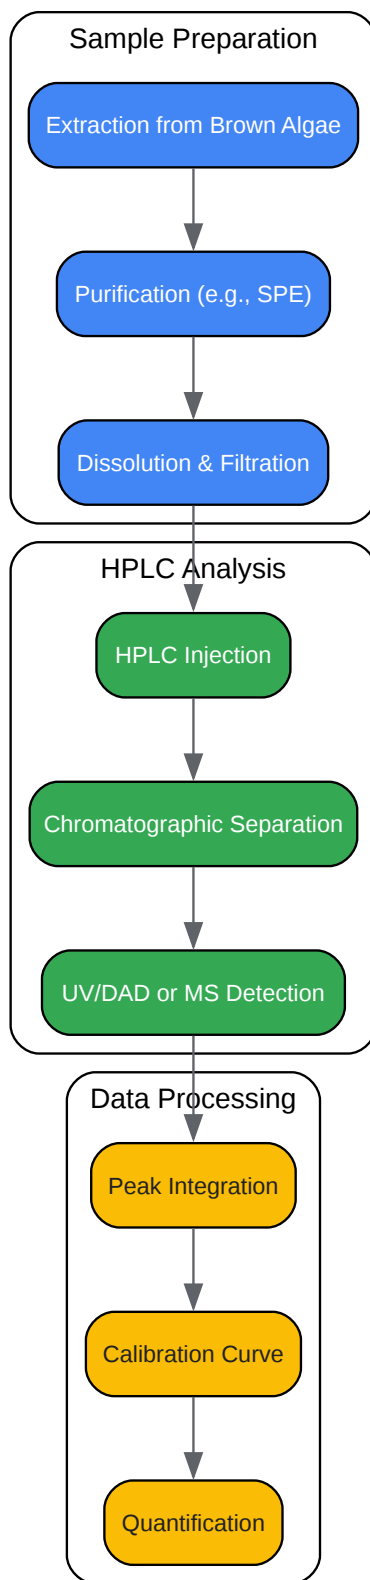 Sample Preparation
Extraction from Brown Algae
Purification (e.g., SPE)
Dissolution & Filtration
HPLC Analysis
HPLC Injection
Chromatographic Separation
UV/DAD or MS Detection
Data Processing
Peak Integration
Calibration Curve
Quantification